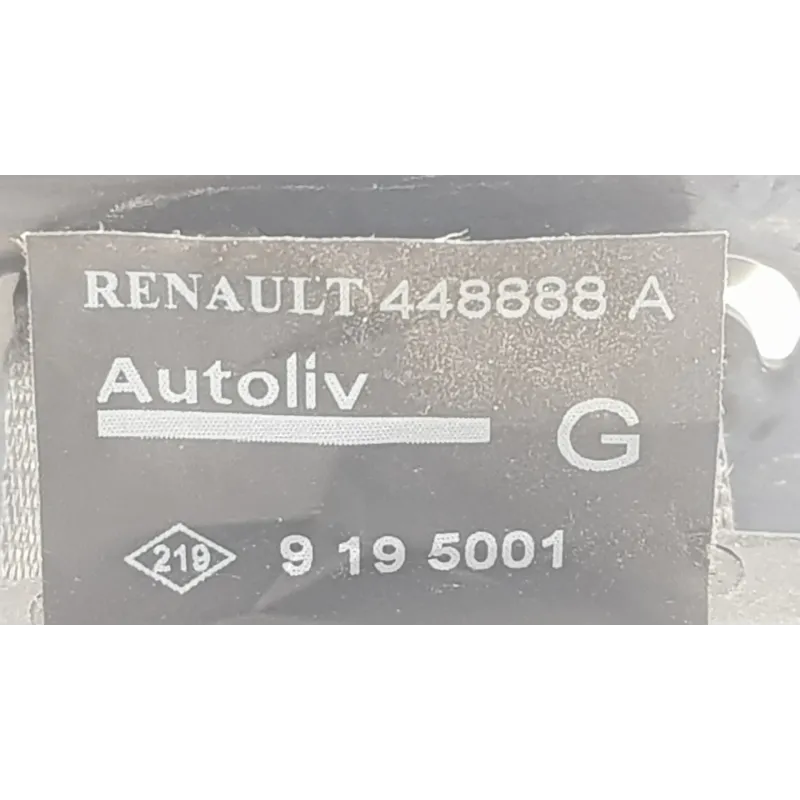 RENAULT 448888 A
Autoliv
G
219 9 19 5001